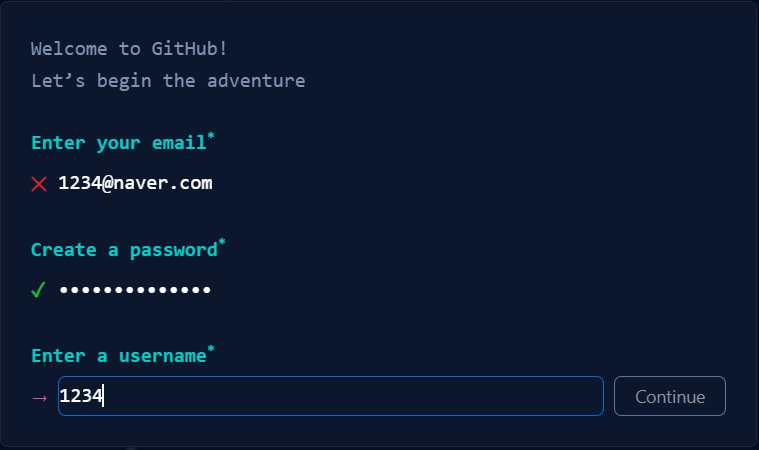 Welcome to GitHub!
Let’s begin the adventure
Enter your email*
✕ 1234@naver.com
Create a password*
✓ ••••••••••••••
Enter a username*
→ 1234 Continue